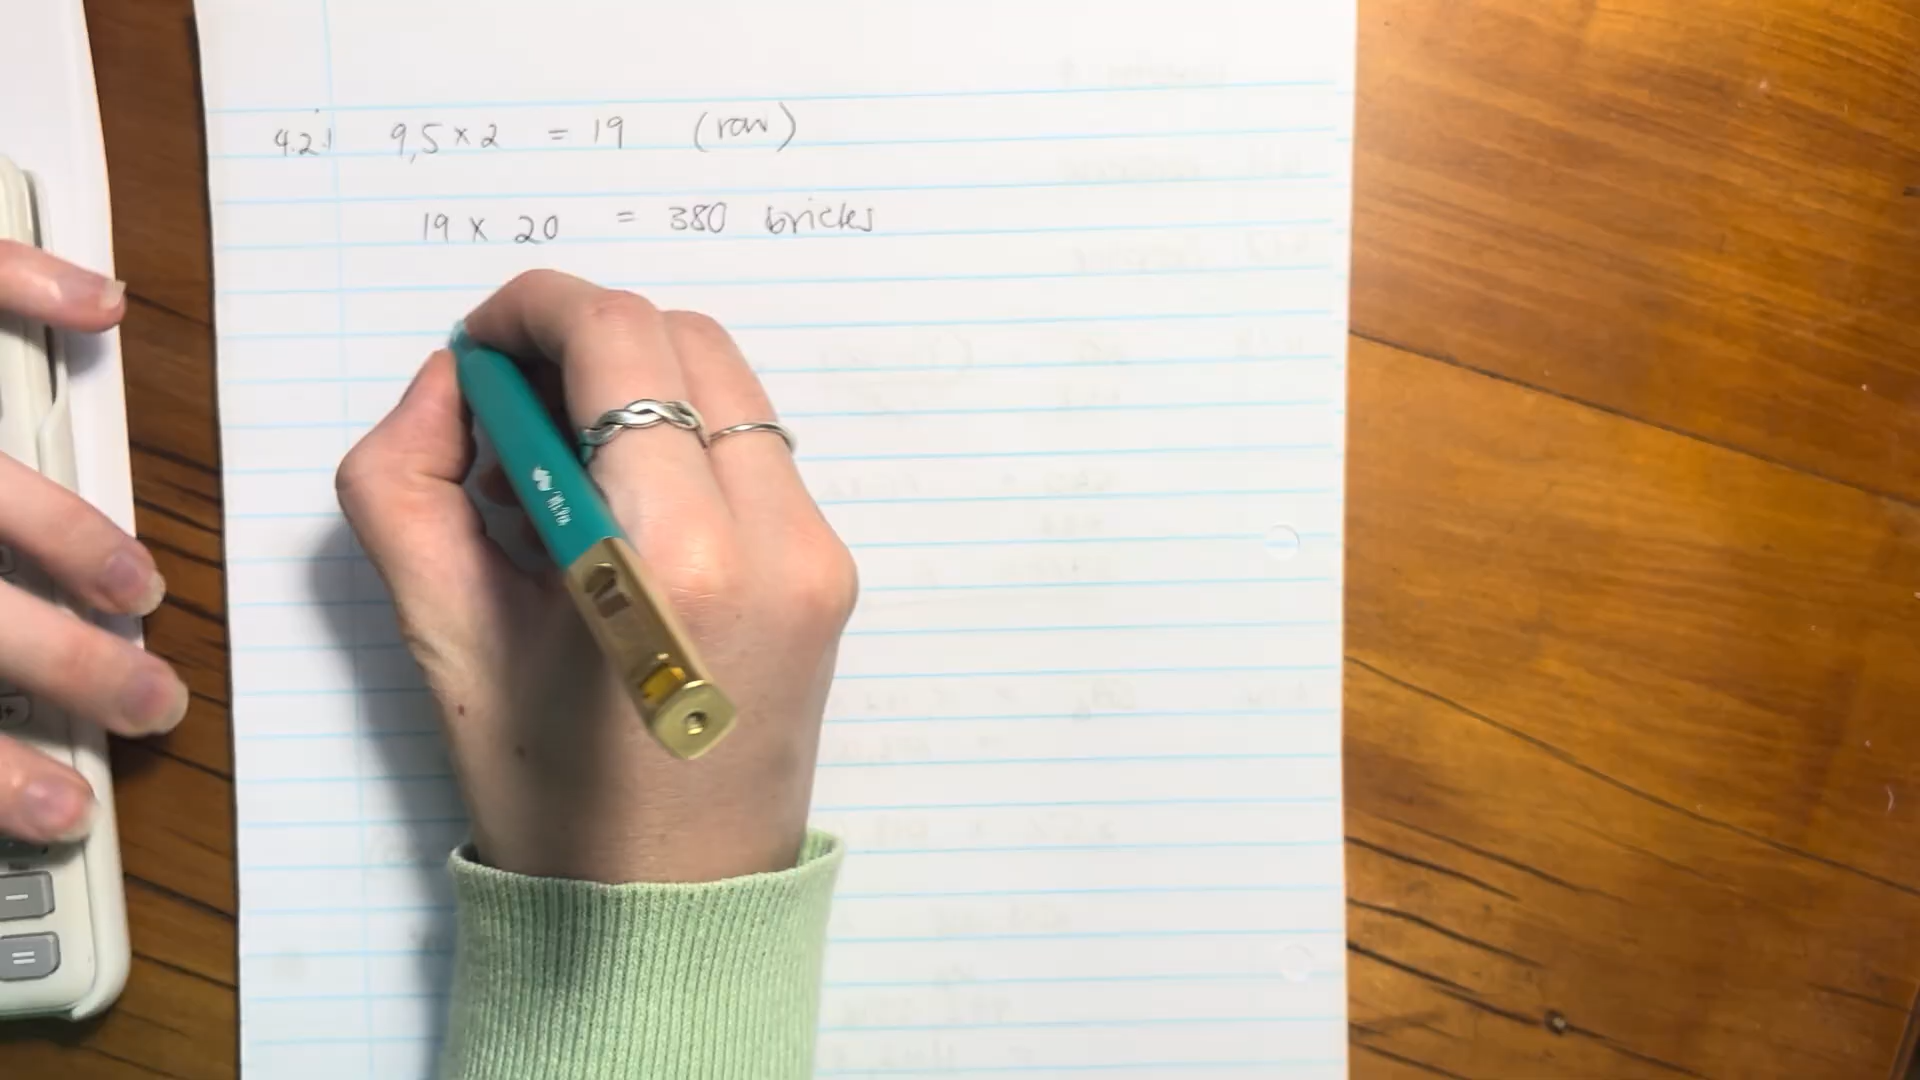 4.2.1 9,5 × 2 = 19 (row)
19 × 20 = 380 bricks
−
=